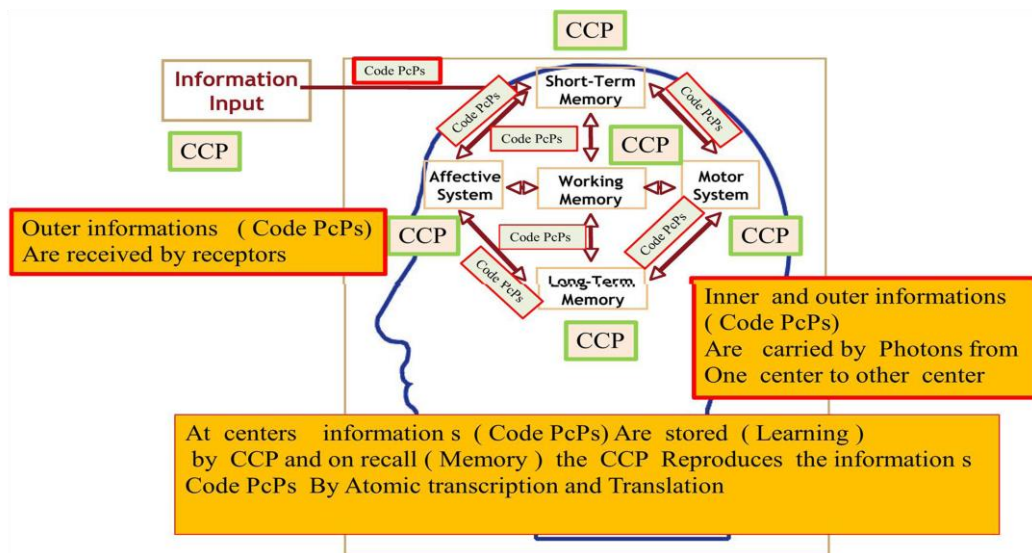 CCP
Information
Input
Code PcPs
CCP
Short-Term
Memory
Code PcPs
Code PcPs
Code PcPs
CCP
Affective
System
Working
Memory
Motor
System
Outer informations ( Code PcPs)
Are received by receptors
CCP
Code PcPs
Code PcPs
CCP
Code PcPs
Long-Term
Memory
CCP
Inner and outer informations
( Code PcPs)
Are carried by Photons from
One center to other center
At centers information s ( Code PcPs) Are stored ( Learning )
by CCP and on recall ( Memory ) the CCP Reproduces the information s
Code PcPs By Atomic transcription and Translation